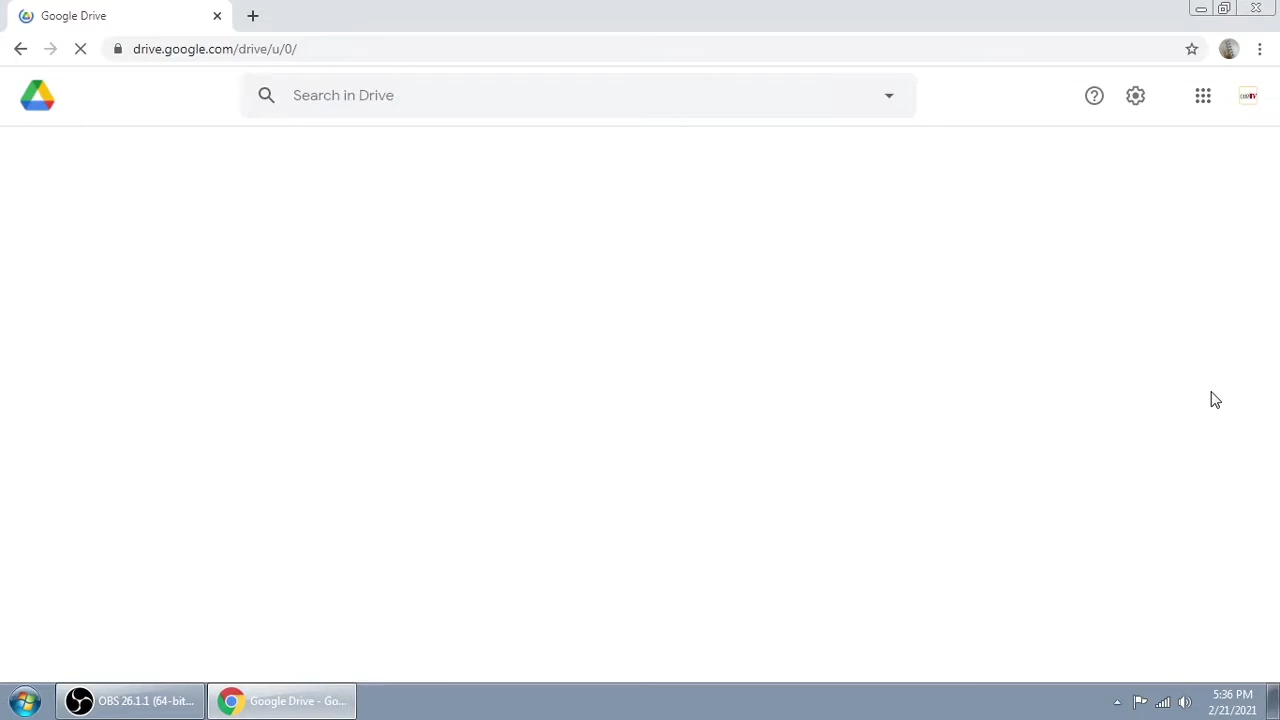 Google Drive
drive.google.com/drive/u/0/
Search in Drive
OBS 26.1.1 (64-bit...
Google Drive - Go...
5:36 PM
2/21/2021